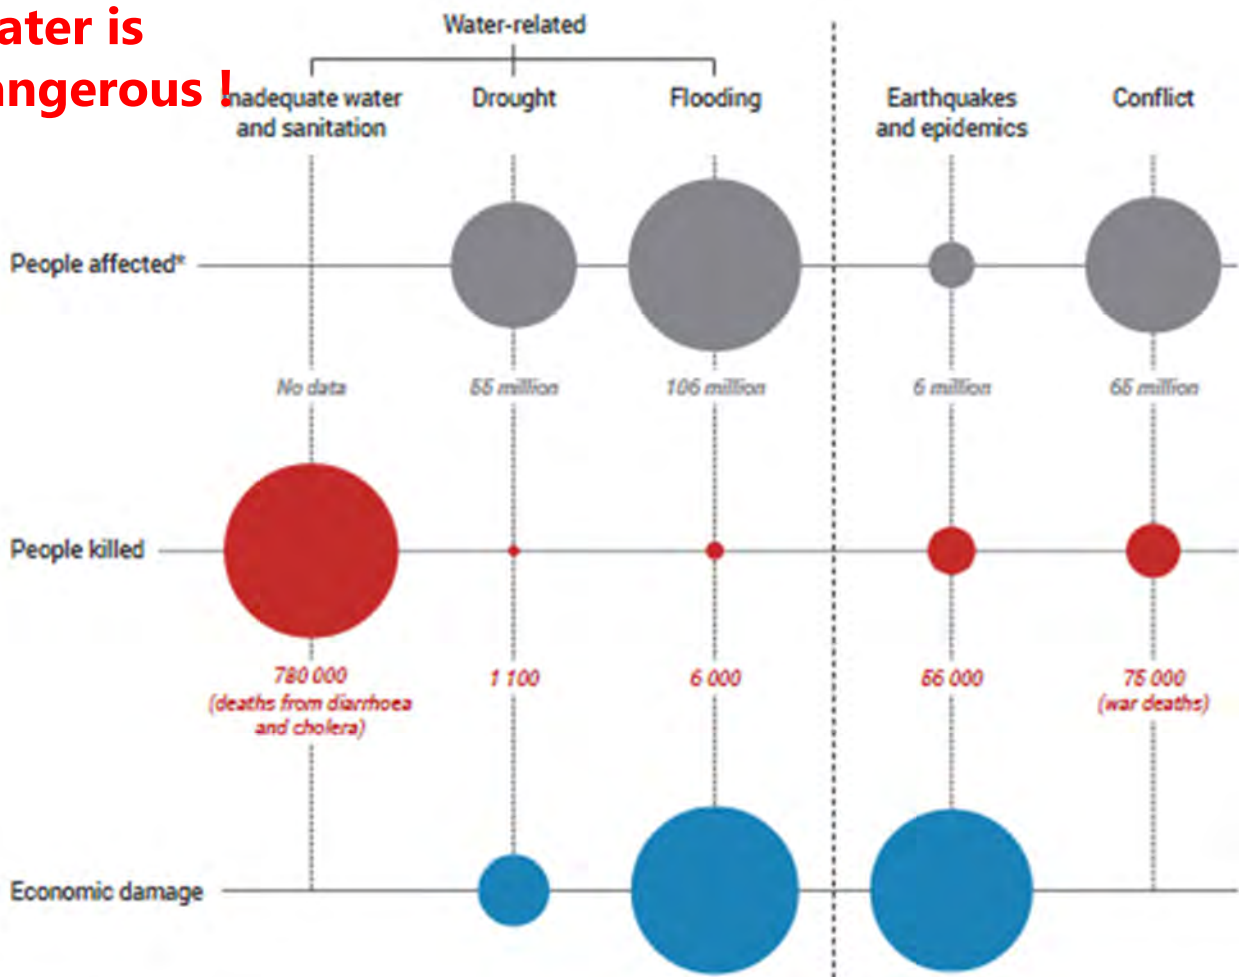 ater is
angerous !
Water-related
nadequate water
and sanitation
Drought
Flooding
Earthquakes
and epidemics
Conflict
People affected*
No data
55 million
106 million
6 million
65 million
People killed
780 000
(deaths from diarrhoea
and cholera)
1 100
6 000
56 000
75 000
(war deaths)
Economic damage